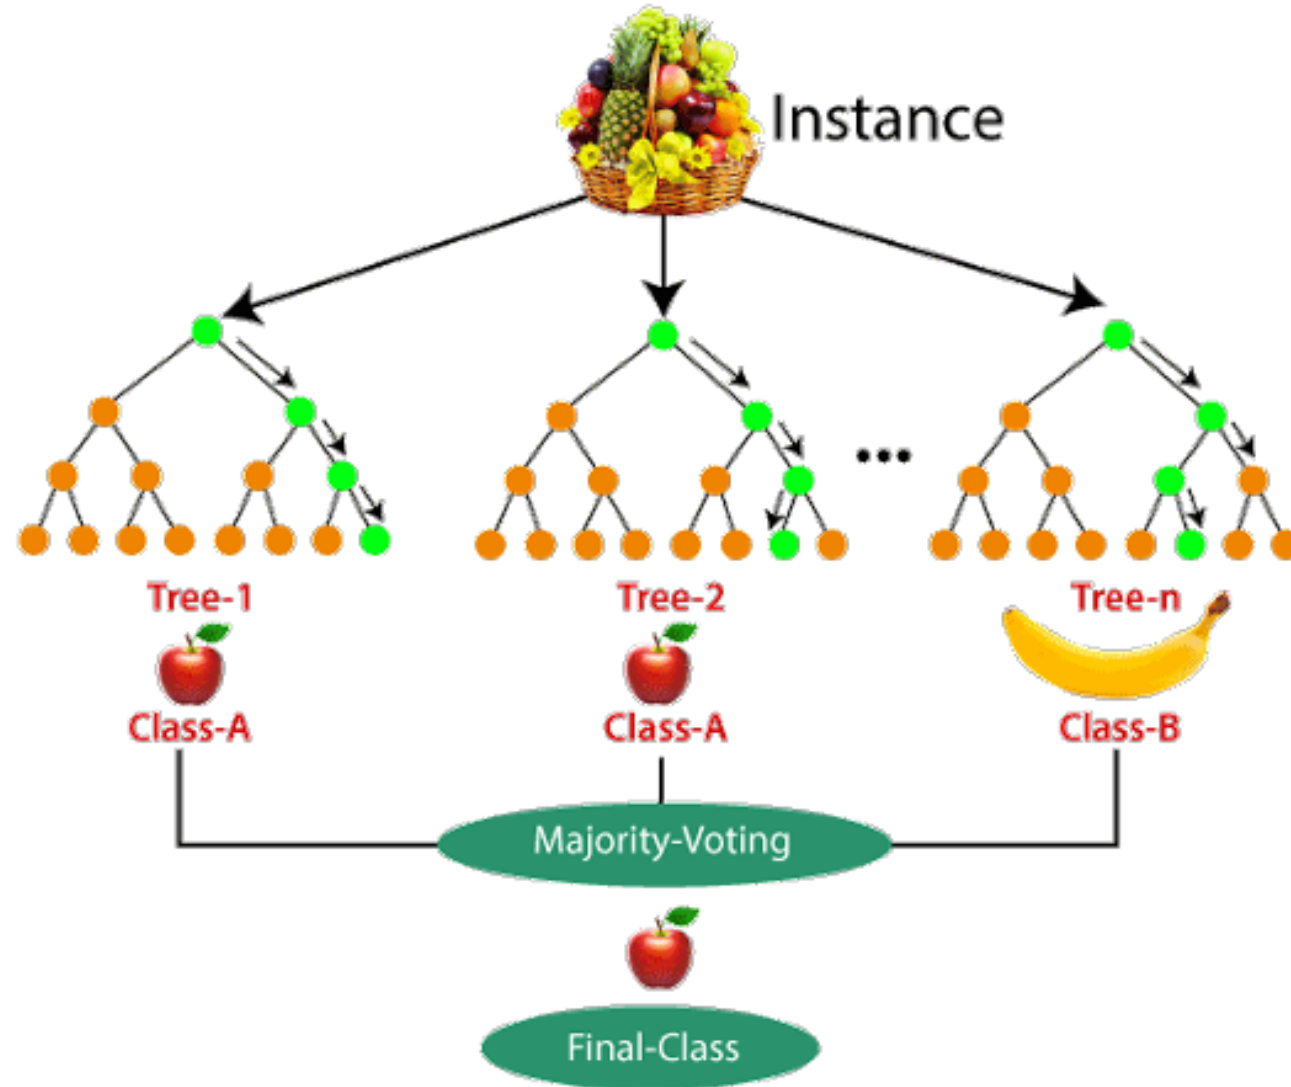 Instance
...
Tree-1
Tree-2
Tree-n
Class-A
Class-A
Class-B
Majority-Voting
Final-Class